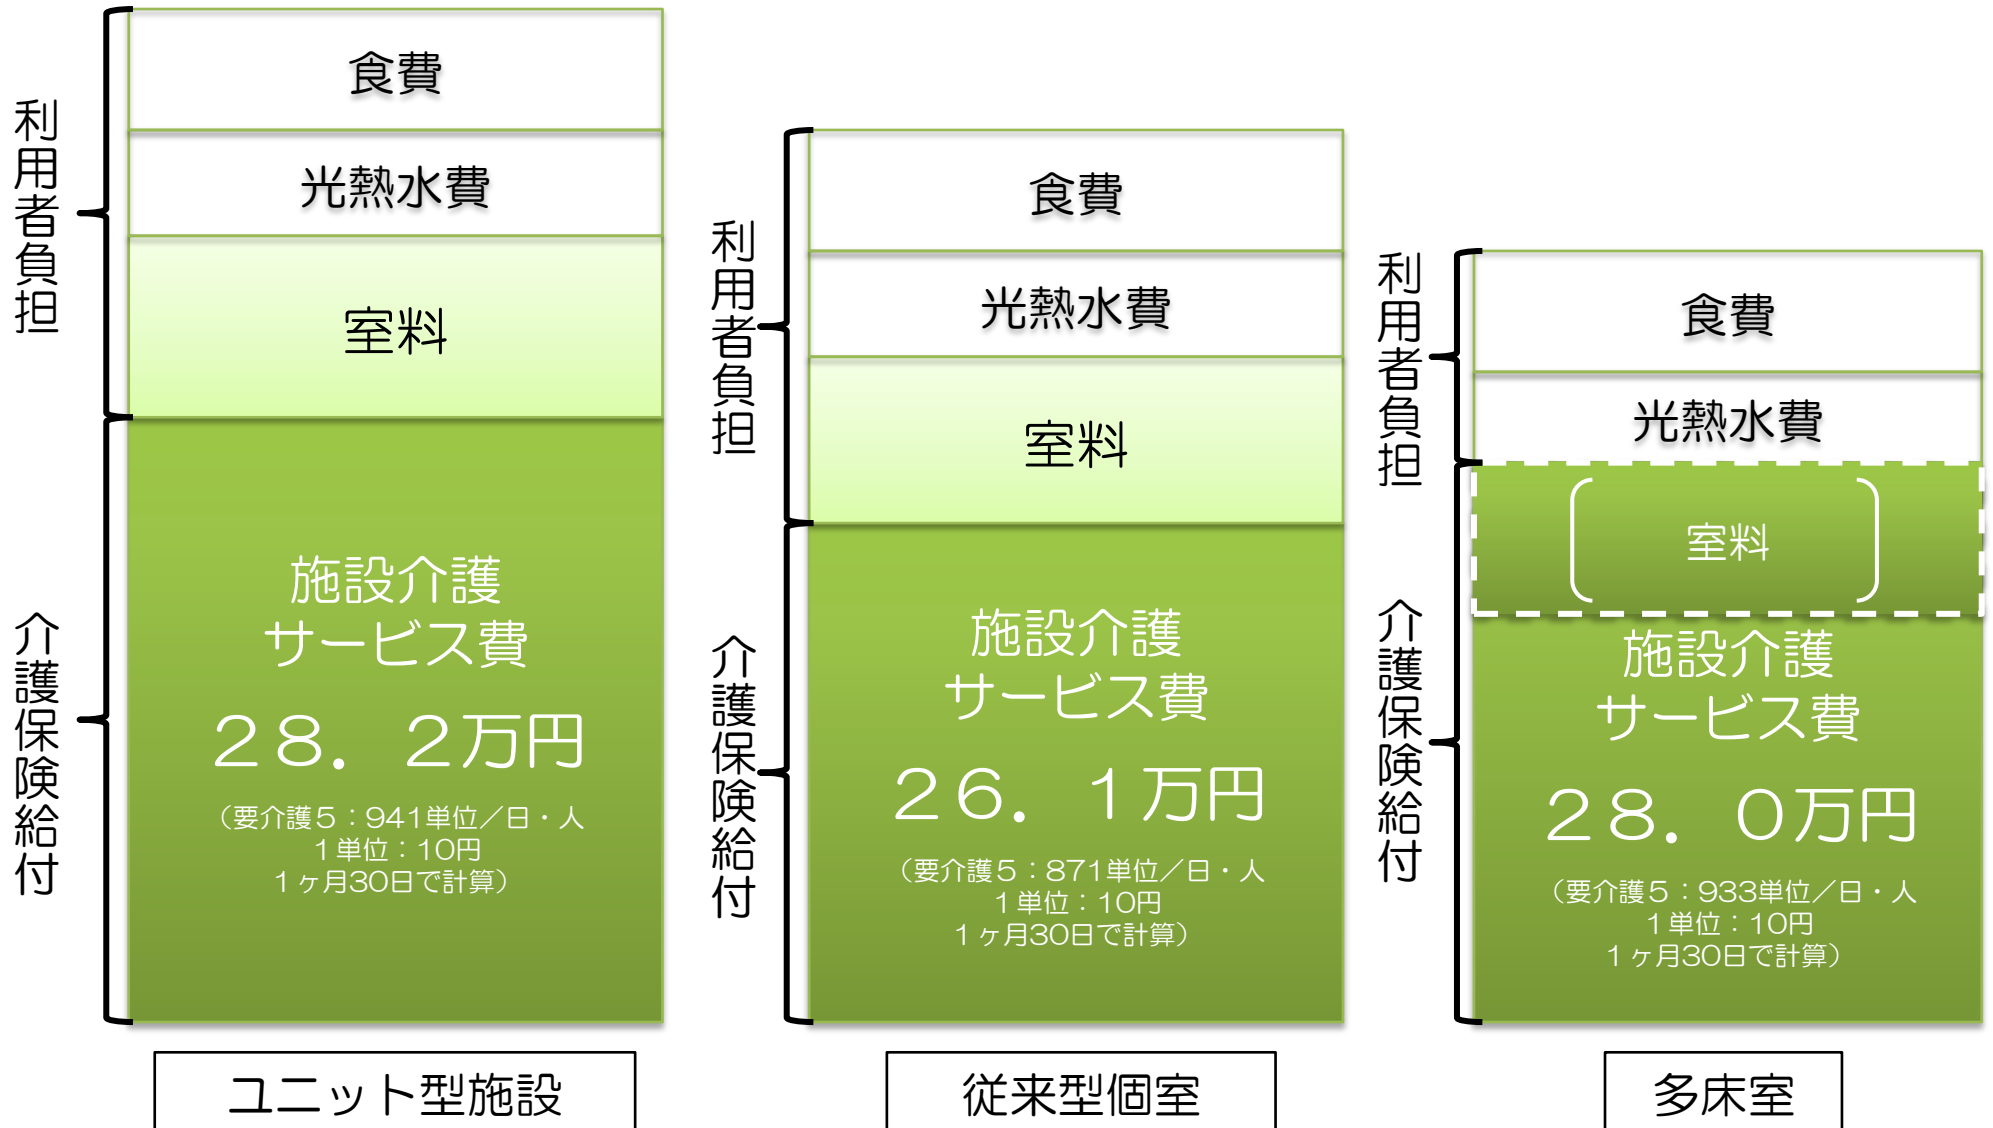 利用者負担
食費
光熱水費
室料
介護保険給付
施設介護
サービス費
２８．２万円
（要介護５：941単位／日・人
１単位：10円
１ヶ月30日で計算）
ユニット型施設
利用者負担
食費
光熱水費
室料
介護保険給付
施設介護
サービス費
２６．１万円
（要介護５：871単位／日・人
１単位：10円
１ヶ月30日で計算）
従来型個室
利用者負担
食費
光熱水費
室料
介護保険給付
施設介護
サービス費
２８．０万円
（要介護５：933単位／日・人
１単位：10円
１ヶ月30日で計算）
多床室